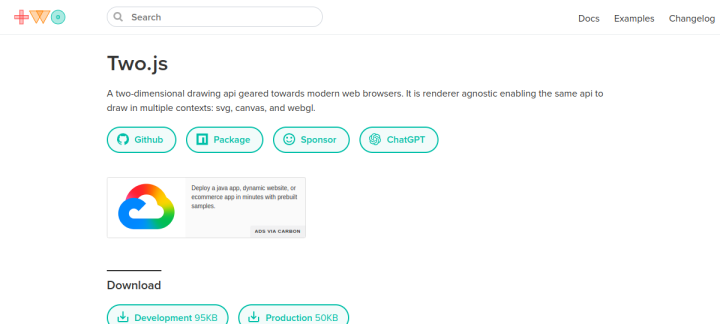 Search
Docs Examples Changelog
Two.js
A two-dimensional drawing api geared towards modern web browsers. It is renderer agnostic enabling the same api to
draw in multiple contexts: svg, canvas, and webgl.
Github Package Sponsor ChatGPT
Deploy a java app, dynamic website, or
ecommerce app in minutes with prebuilt
samples.
ADS VIA CARBON
Download
Development 95KB Production 50KB